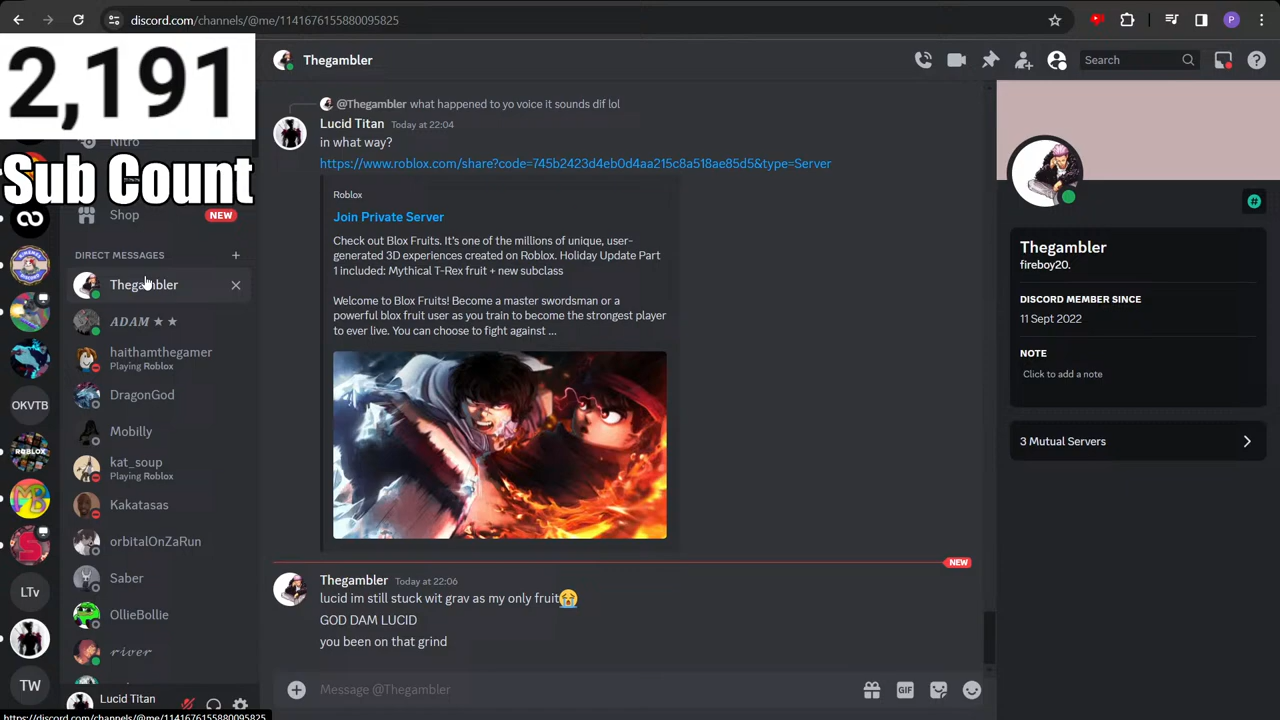 discord.com/channels/@me/1141676155880095825
P
2,191
Sub Count
Nitro
Shop
NEW
DIRECT MESSAGES
Thegambler
ADAM ★ ★
haithamthegamer
Playing Roblox
DragonGod
Mobilly
kat_soup
Playing Roblox
Kakatasas
orbitalOnZaRun
Saber
OllieBollie
river
Lucid Titan
OKVTB
ROBLOX
LTv
TW
https://discord.com/channels/@me/1141676155880095825
Thegambler
Search
@Thegambler what happened to yo voice it sounds dif lol
Lucid Titan Today at 22:04
in what way?
https://www.roblox.com/share?code=745b2423d4eb0d4aa215c8a518ae85d5&type=Server
Roblox
Join Private Server
Check out Blox Fruits. It's one of the millions of unique, user-
generated 3D experiences created on Roblox. Holiday Update Part
1 included: Mythical T-Rex fruit + new subclass
Welcome to Blox Fruits! Become a master swordsman or a
powerful blox fruit user as you train to become the strongest player
to ever live. You can choose to fight against ...
NEW
Thegambler Today at 22:06
lucid im still stuck wit grav as my only fruit😭
GOD DAM LUCID
you been on that grind
Message @Thegambler
GIF
Thegambler
fireboy20.
DISCORD MEMBER SINCE
11 Sept 2022
NOTE
Click to add a note
3 Mutual Servers